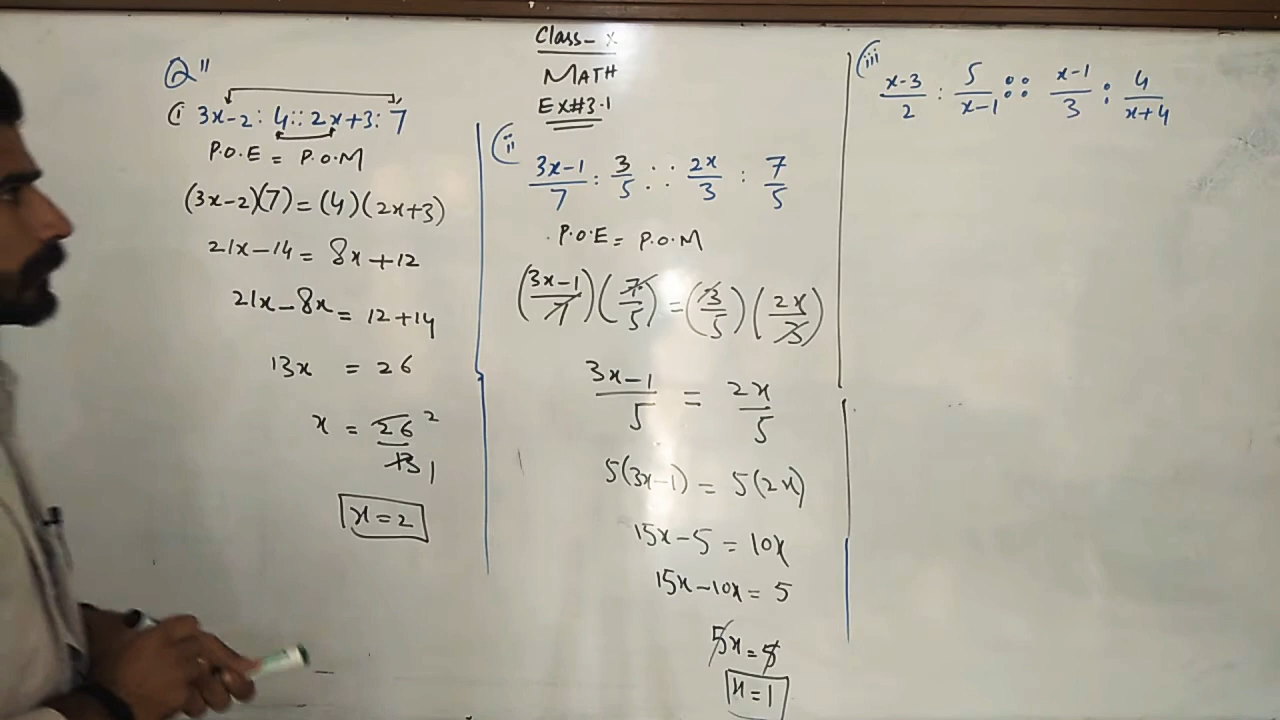 Class-X
MATH
EX#3.1
Q11
(i 3x-2 : 4 :: 2x+3 : 7
P.O.E = P.O.M
(3x-2)(7) = (4)(2x+3)
21x-14 = 8x+12
21x-8x = 12+14
13x = 26
x = 26/13 2 1
x=2
(ii
3x-1/7 : 3/5 :: 2x/3 : 7/5
P.O.E = P.O.M
(3x-1/7)(7/5) = (3/5)(2x/3)
3x-1/5 = 2x/5
5(3x-1) = 5(2x)
15x-5 = 10x
15x-10x = 5
5x = 5
x=1
(iii
x-3/2 : 5/x-1 :: x-1/3 : 4/x+4